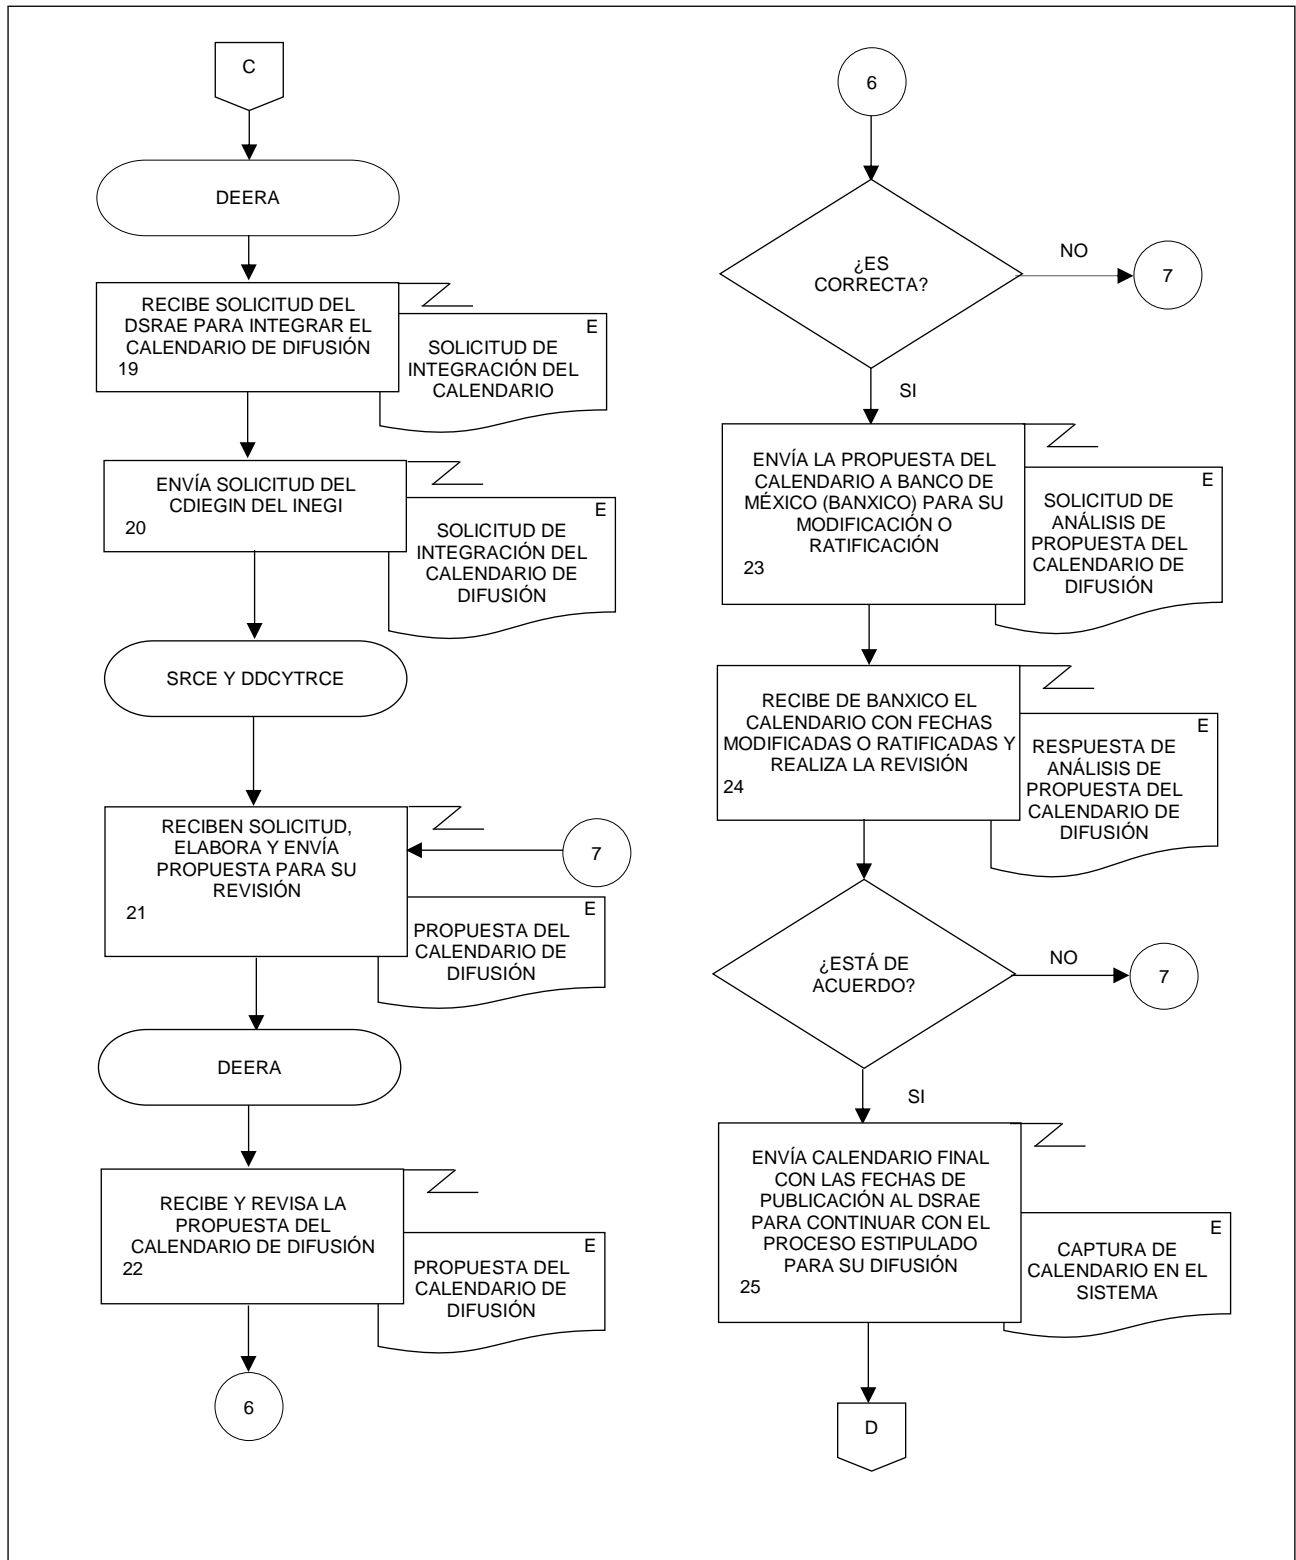 C
DEERA
RECIBE SOLICITUD DEL
DSRAE PARA INTEGRAR EL
CALENDARIO DE DIFUSIÓN
19
E
SOLICITUD DE
INTEGRACIÓN DEL
CALENDARIO
ENVÍA SOLICITUD DEL
CDIEGIN DEL INEGI
20
E
SOLICITUD DE
INTEGRACIÓN DEL
CALENDARIO DE
DIFUSIÓN
SRCE Y DDCYTRCE
RECIBEN SOLICITUD,
ELABORA Y ENVÍA
PROPUESTA PARA SU
REVISIÓN
21
7
E
PROPUESTA DEL
CALENDARIO DE
DIFUSIÓN
DEERA
RECIBE Y REVISA LA
PROPUESTA DEL
CALENDARIO DE DIFUSIÓN
22
E
PROPUESTA DEL
CALENDARIO DE
DIFUSIÓN
6
6
¿ES
CORRECTA?
NO
7
SI
ENVÍA LA PROPUESTA DEL
CALENDARIO A BANCO DE
MÉXICO (BANXICO) PARA SU
MODIFICACIÓN O
RATIFICACIÓN
23
E
SOLICITUD DE
ANÁLISIS DE
PROPUESTA DEL
CALENDARIO DE
DIFUSIÓN
RECIBE DE BANXICO EL
CALENDARIO CON FECHAS
MODIFICADAS O RATIFICADAS Y
REALIZA LA REVISIÓN
24
E
RESPUESTA DE
ANÁLISIS DE
PROPUESTA DEL
CALENDARIO DE
DIFUSIÓN
¿ESTÁ DE
ACUERDO?
NO
7
SI
ENVÍA CALENDARIO FINAL
CON LAS FECHAS DE
PUBLICACIÓN AL DSRAE
PARA CONTINUAR CON EL
PROCESO ESTIPULADO
PARA SU DIFUSIÓN
25
E
CAPTURA DE
CALENDARIO EN EL
SISTEMA
D